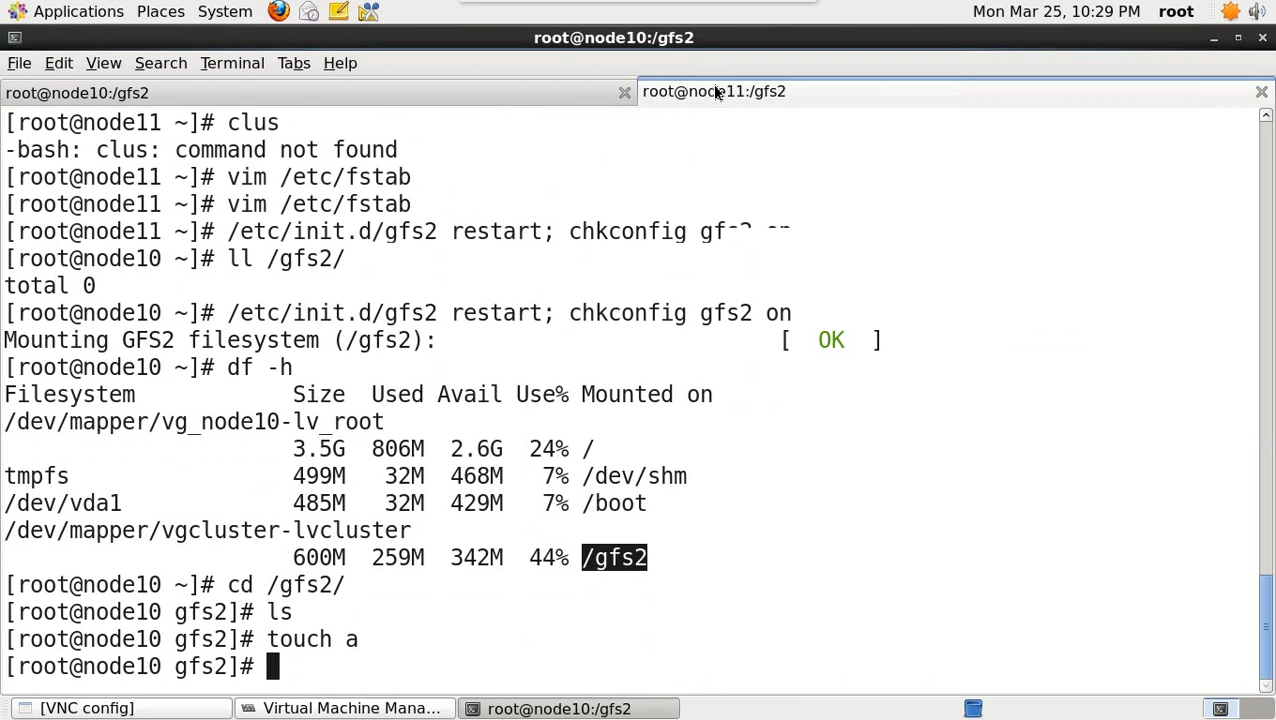 Applications Places System Mon Mar 25, 10:29 PM root
root@node10:/gfs2
File Edit View Search Terminal Tabs Help
root@node10:/gfs2 root@node11:/gfs2
[root@node11 ~]# clus
-bash: clus: command not found
[root@node11 ~]# vim /etc/fstab
[root@node11 ~]# vim /etc/fstab
[root@node11 ~]# /etc/init.d/gfs2 restart; chkconfig gfs2 on
[root@node10 ~]# ll /gfs2/
total 0
[root@node10 ~]# /etc/init.d/gfs2 restart; chkconfig gfs2 on
Mounting GFS2 filesystem (/gfs2): [ OK ]
[root@node10 ~]# df -h
Filesystem Size Used Avail Use% Mounted on
/dev/mapper/vg_node10-lv_root
3.5G 806M 2.6G 24% /
tmpfs 499M 32M 468M 7% /dev/shm
/dev/vda1 485M 32M 429M 7% /boot
/dev/mapper/vgcluster-lvcluster
600M 259M 342M 44% /gfs2
[root@node10 ~]# cd /gfs2/
[root@node10 gfs2]# ls
[root@node10 gfs2]# touch a
[root@node10 gfs2]#
[VNC config] Virtual Machine Mana... root@node10:/gfs2